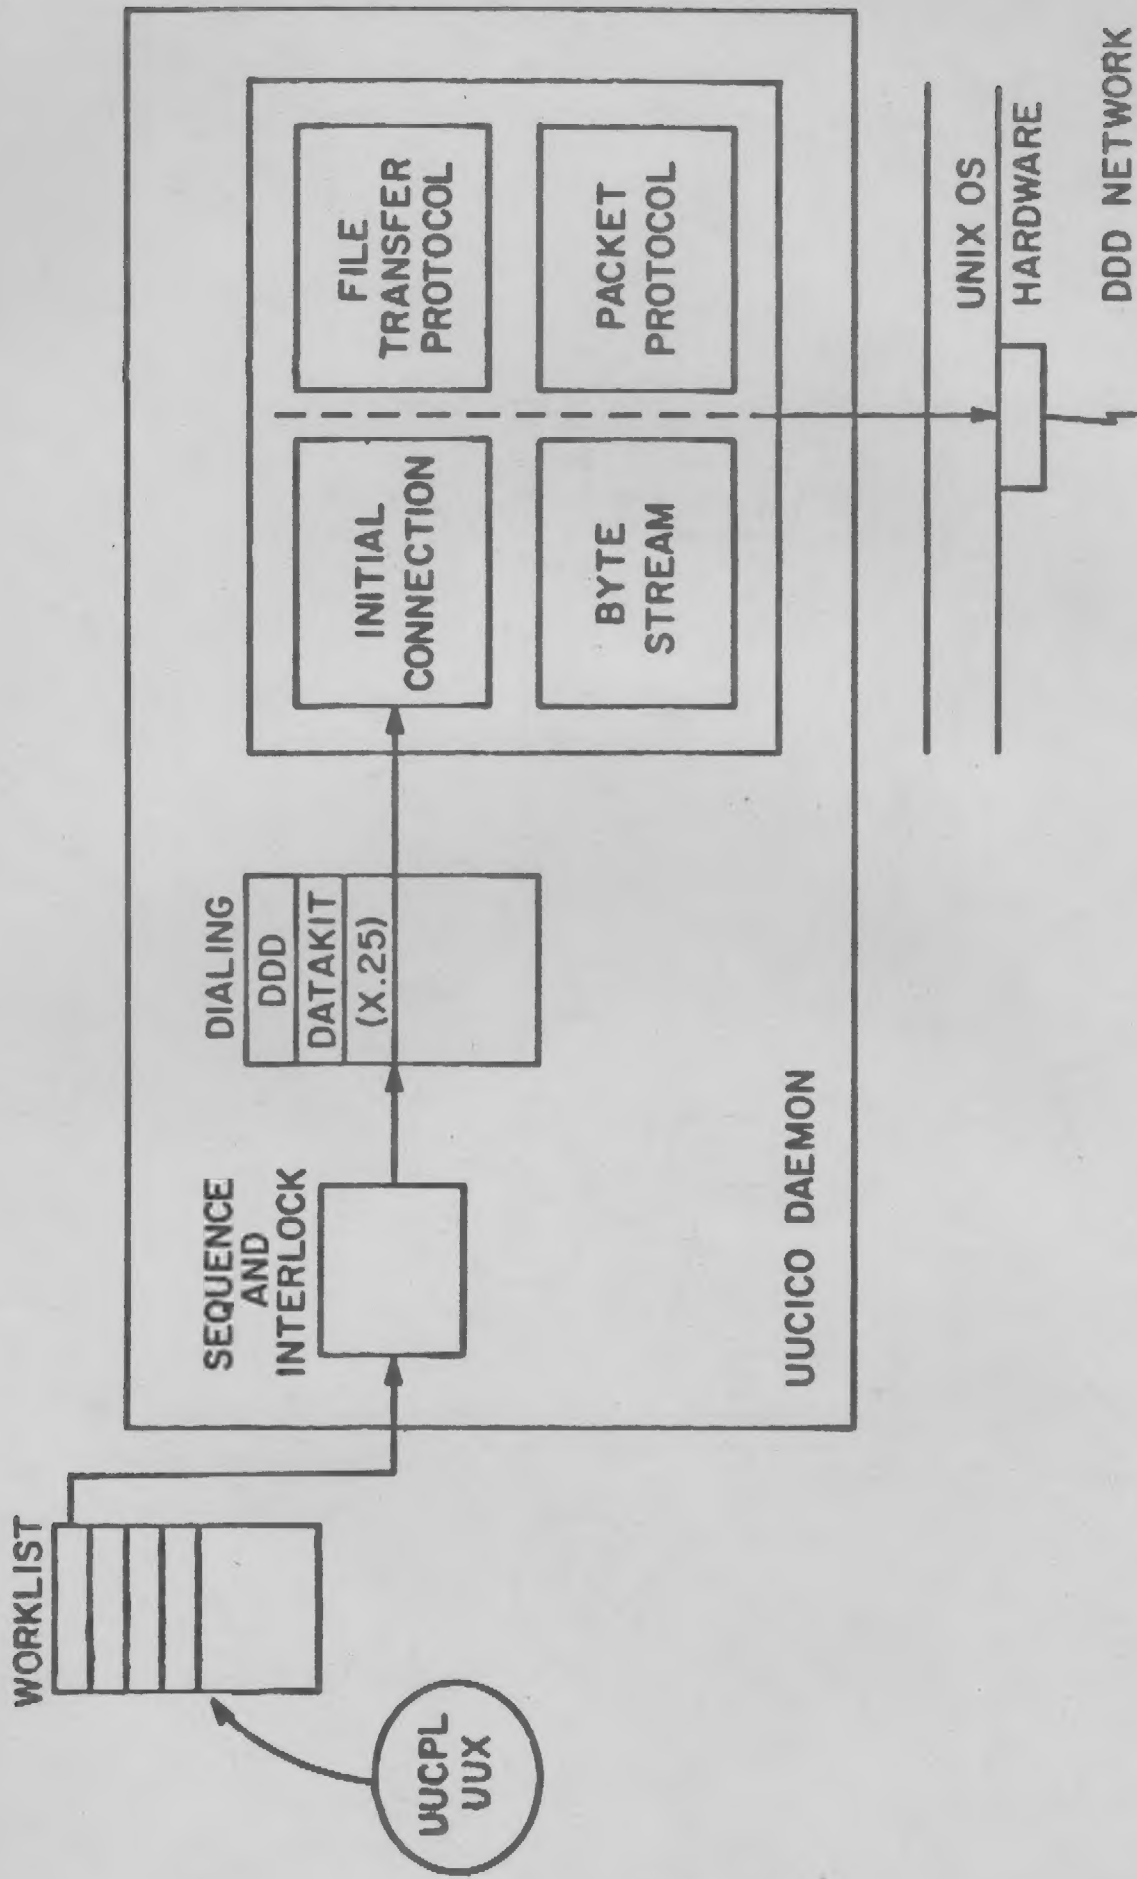 WORKLIST
UUCPL
UUX
SEQUENCE
AND
INTERLOCK
DIALING
DDD
DATAKIT
(X.25)
INITIAL
CONNECTION
FILE
TRANSFER
PROTOCOL
BYTE
STREAM
PACKET
PROTOCOL
UUCICO DAEMON
UNIX OS
HARDWARE
DDD NETWORK